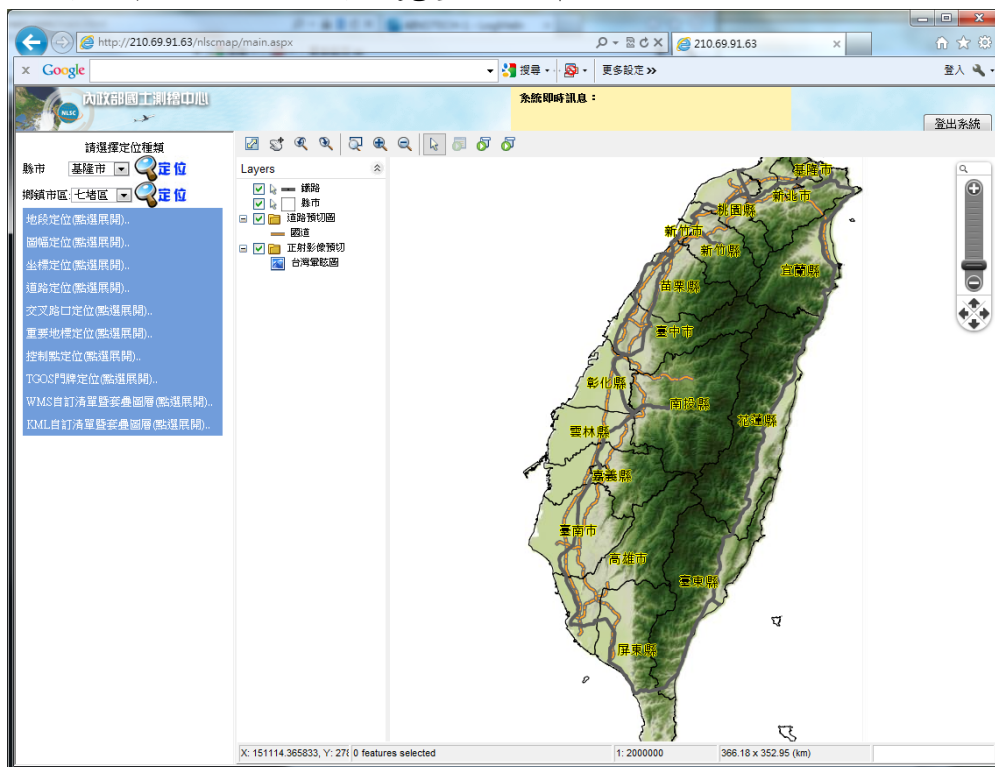 http://210.69.91.63/nlscmap/main.aspx
210.69.91.63
x Google
搜尋
更多設定 »
登入
內政部國土測繪中心
NLSC
系統即時訊息：
登出系統
請選擇定位種類
縣市 基隆市 定位
鄉鎮市區: 七堵區 定位
地段定位(點選展開)..
圖幅定位(點選展開)..
坐標定位(點選展開)..
道路定位(點選展開)..
交叉路口定位(點選展開)..
重要地標定位(點選展開)..
控制點定位(點選展開)..
TGOS門牌定位(點選展開)..
WMS自訂清單暨套疊圖層(點選展開)..
KML自訂清單暨套疊圖層(點選展開)..
Layers
鐵路
縣市
道路預切圖
國道
正射影像預切
台灣暈眩圖
基隆市
新北市
桃園縣
新竹市
新竹縣
宜蘭縣
苗栗縣
臺中市
彰化縣
南投縣
花蓮縣
雲林縣
嘉義縣
臺南市
高雄市
臺東縣
屏東縣
X: 151114.365833, Y: 278
0 features selected
1: 2000000
366.18 x 352.95 (km)